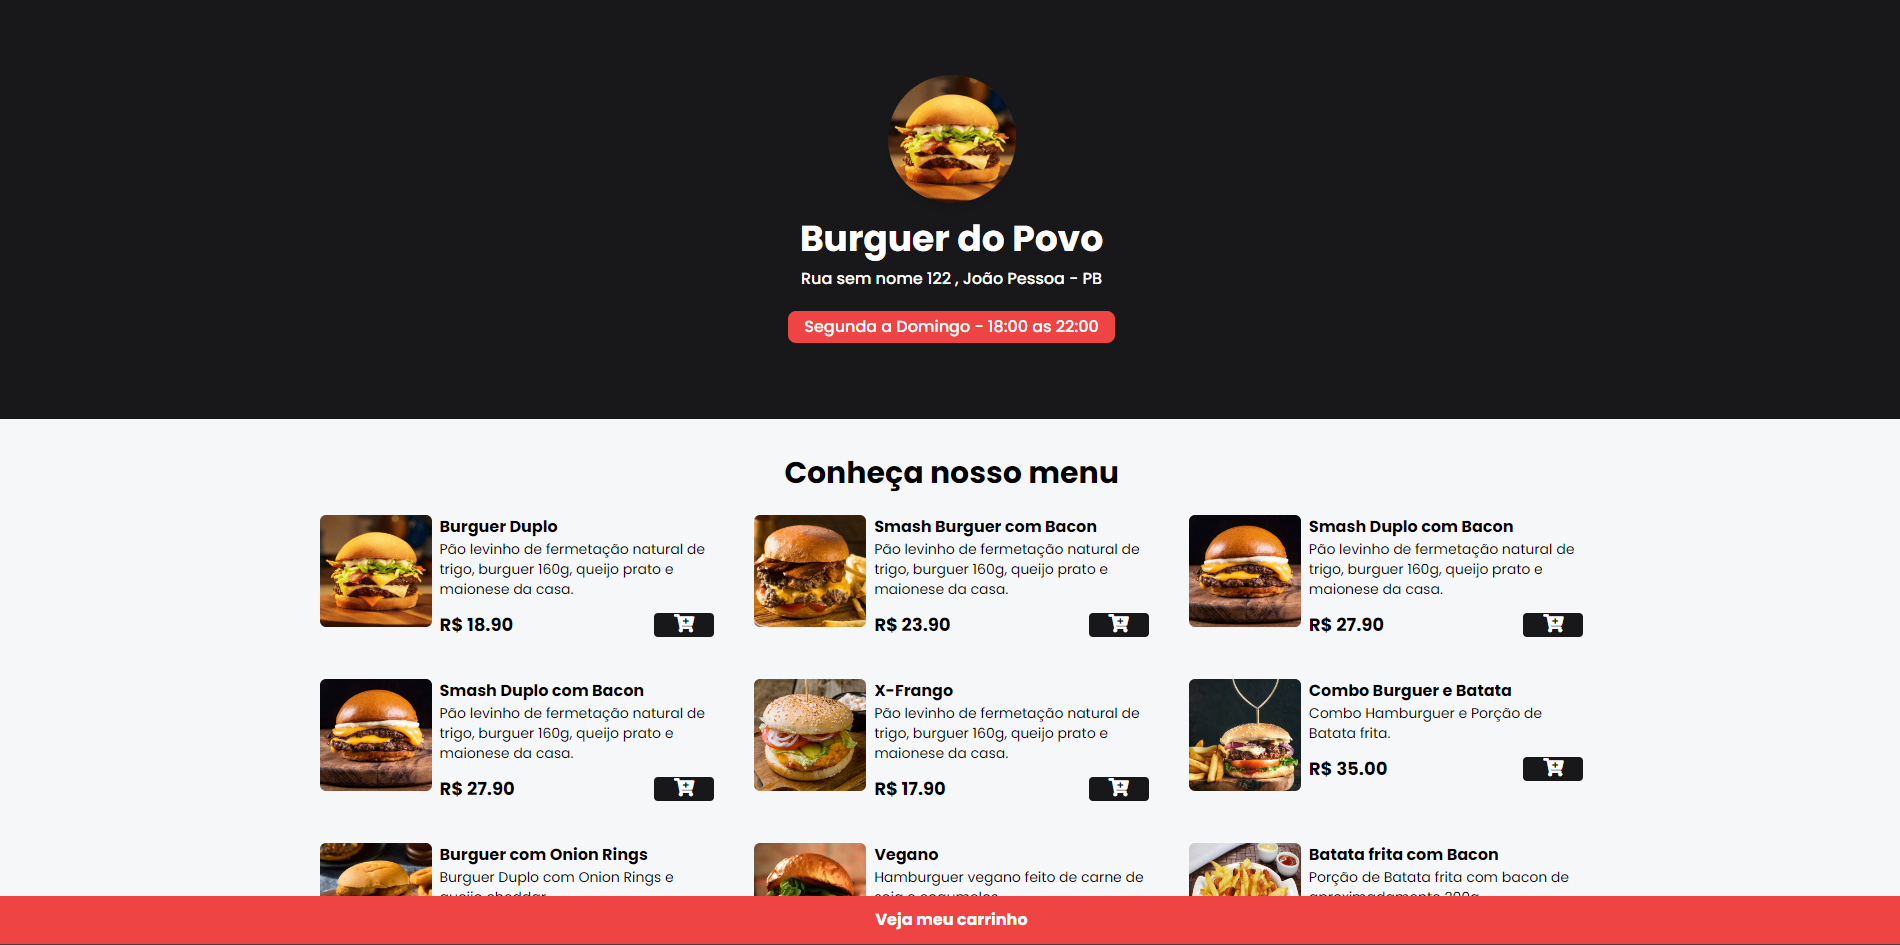 Burguer do Povo
Rua sem nome 122 , João Pessoa - PB
Segunda a Domingo - 18:00 as 22:00
Conheça nosso menu
Burguer Duplo
Pão levinho de fermetação natural de
trigo, burguer 160g, queijo prato e
maionese da casa.
R$ 18.90
Smash Burguer com Bacon
Pão levinho de fermetação natural de
trigo, burguer 160g, queijo prato e
maionese da casa.
R$ 23.90
Smash Duplo com Bacon
Pão levinho de fermetação natural de
trigo, burguer 160g, queijo prato e
maionese da casa.
R$ 27.90
Smash Duplo com Bacon
Pão levinho de fermetação natural de
trigo, burguer 160g, queijo prato e
maionese da casa.
R$ 27.90
X-Frango
Pão levinho de fermetação natural de
trigo, burguer 160g, queijo prato e
maionese da casa.
R$ 17.90
Combo Burguer e Batata
Combo Hamburguer e Porção de
Batata frita.
R$ 35.00
Burguer com Onion Rings
Burguer Duplo com Onion Rings e
queijo cheddar
Vegano
Hamburguer vegano feito de carne de
soja e cogumelos
Batata frita com Bacon
Porção de Batata frita com bacon de
aproximadamente
Veja meu carrinho